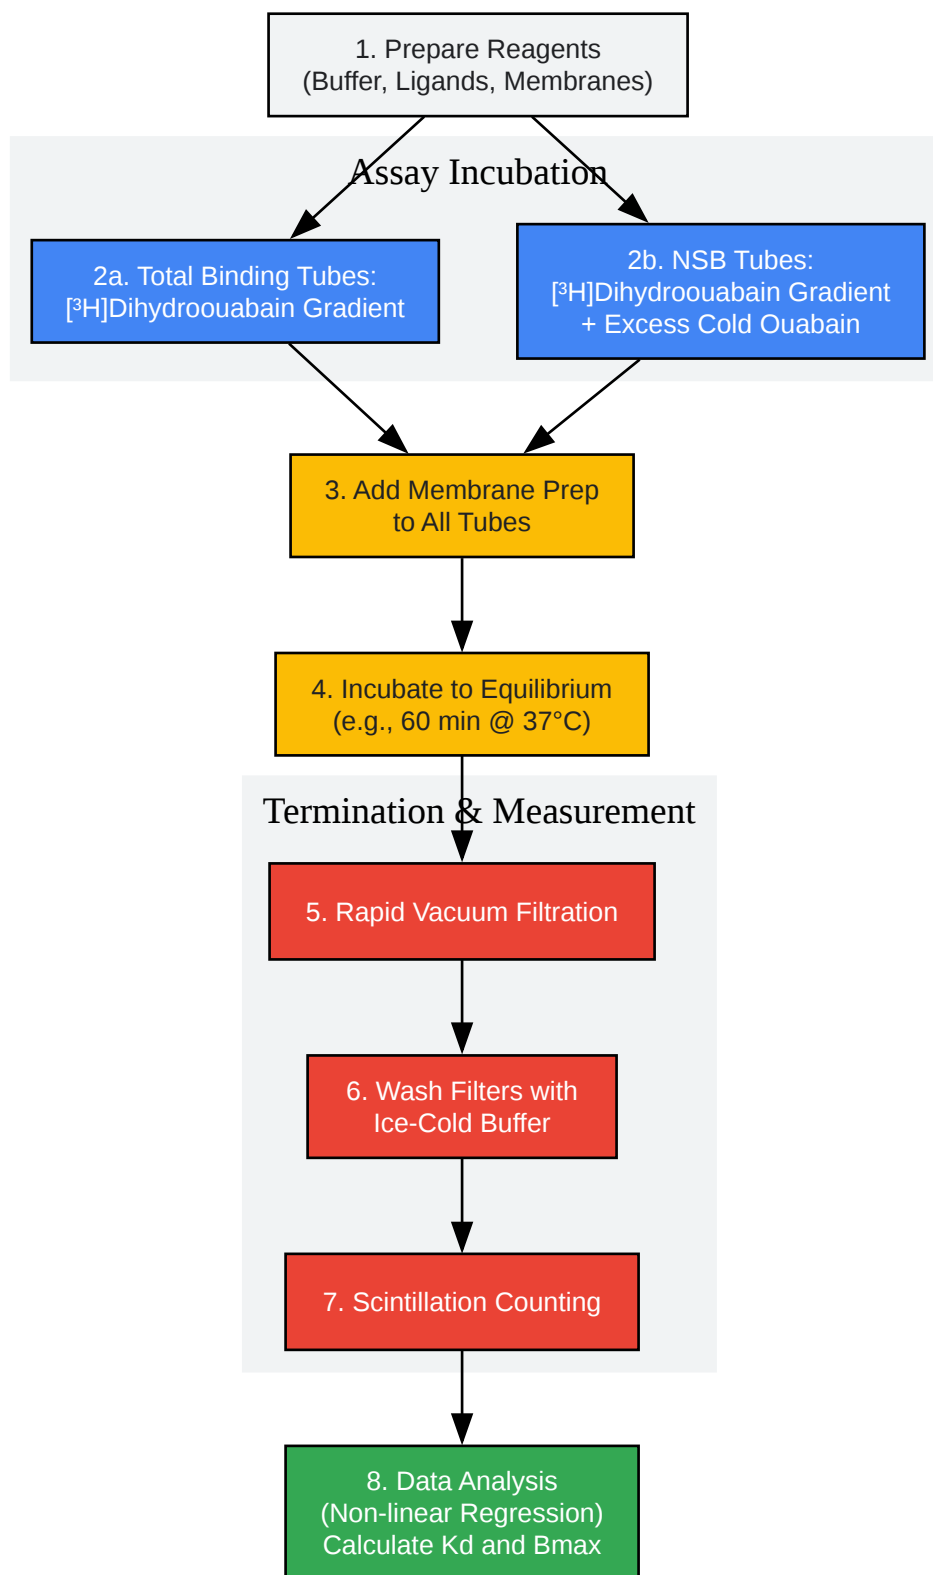 1. Prepare Reagents
(Buffer, Ligands, Membranes)
Assay Incubation
2a. Total Binding Tubes:
[³H]Dihydroouabain Gradient
2b. NSB Tubes:
[³H]Dihydroouabain Gradient
+ Excess Cold Ouabain
3. Add Membrane Prep
to All Tubes
4. Incubate to Equilibrium
(e.g., 60 min @ 37°C)
Termination & Measurement
5. Rapid Vacuum Filtration
6. Wash Filters with
Ice-Cold Buffer
7. Scintillation Counting
8. Data Analysis
(Non-linear Regression)
Calculate Kd and Bmax